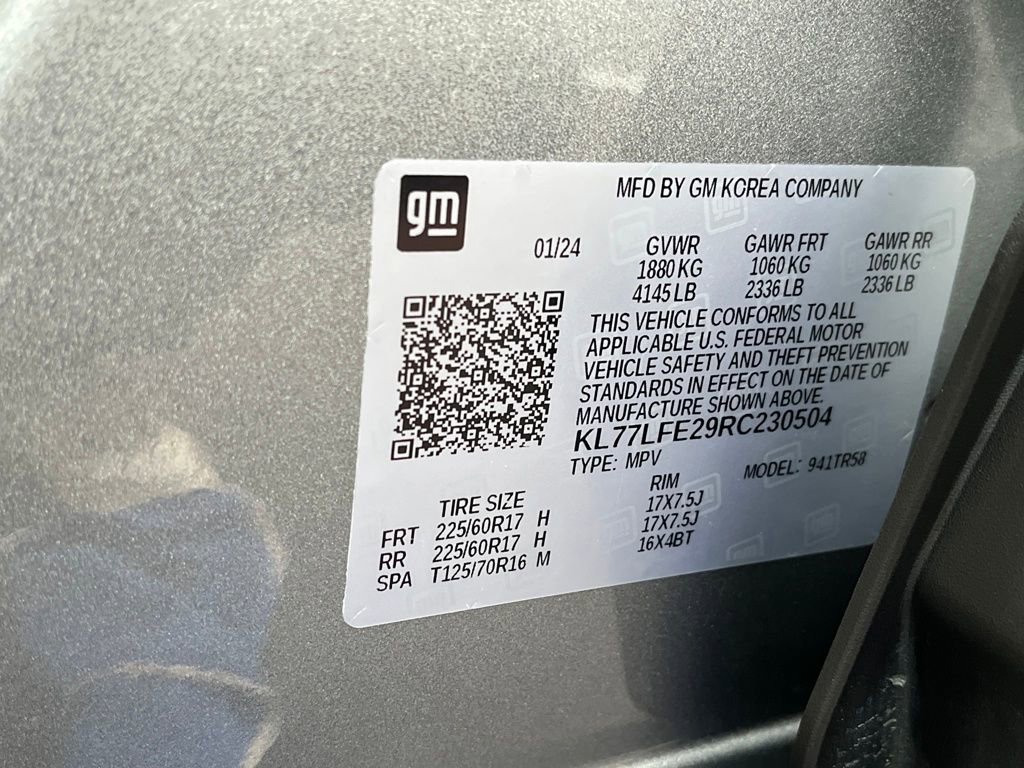 gm
MFD BY GM KOREA COMPANY
01/24
GVWR GAWR FRT GAWR RR
1880 KG 1060 KG 1060 KG
4145 LB 2336 LB 2336 LB
THIS VEHICLE CONFORMS TO ALL
APPLICABLE U.S. FEDERAL MOTOR
VEHICLE SAFETY AND THEFT PREVENTION
STANDARDS IN EFFECT ON THE DATE OF
MANUFACTURE SHOWN ABOVE.
KL77LFE29RC230504
TYPE: MPV MODEL: 941TR58
TIRE SIZE RIM
FRT 225/60R17 H 17X7.5J
RR 225/60R17 H 17X7.5J
SPA T125/70R16 M 16X4BT